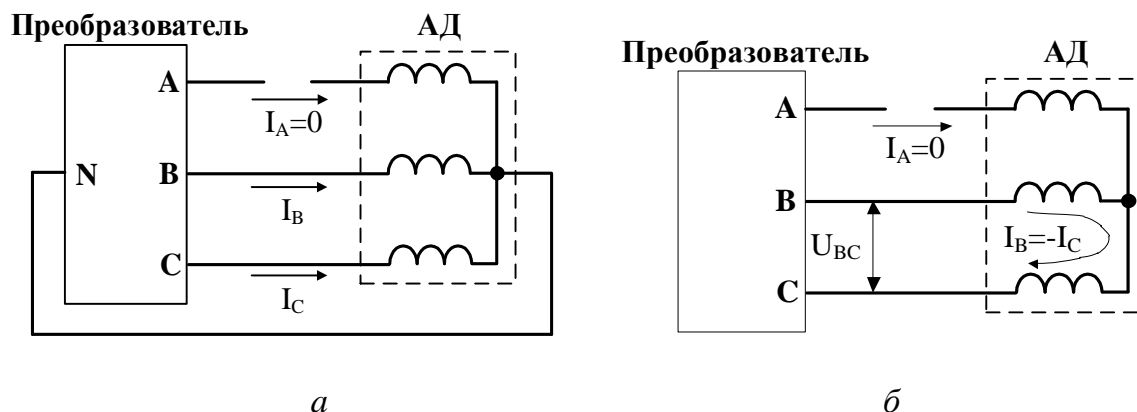 Преобразователь
АД
A
I_A=0
N
B
I_B
C
I_C
а
Преобразователь
АД
A
I_A=0
B
U_BC
I_B=-I_C
C
б